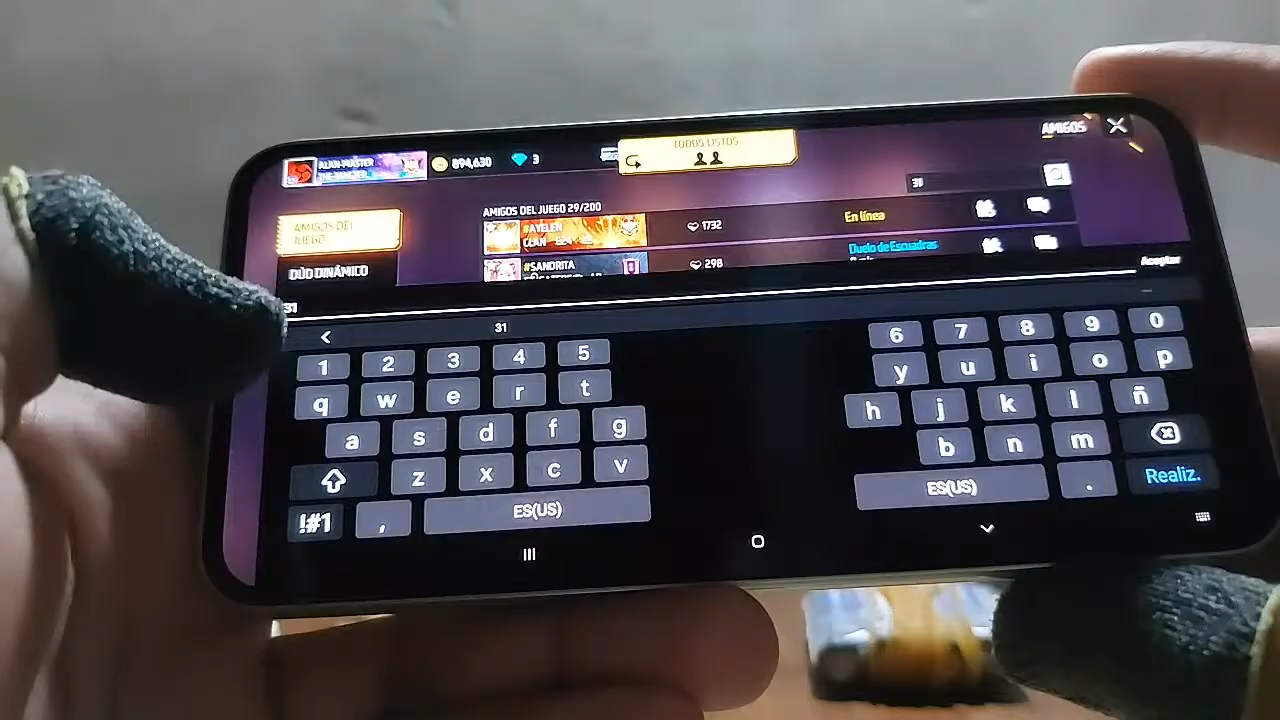 ALAN-MASTER
894,630
3
TODOS LISTOS
AMIGOS
31
AMIGOS DEL JUEGO
AMIGOS DEL JUEGO 29/200
#AYELEN
CLAN
1732
En línea
DÚO DINÁMICO
#SANDRITA
298
Duelo de Escuadras
Aceptar
31
31
1 2 3 4 5 6 7 8 9 0
q w e r t y u i o p
a s d f g h j k l ñ
z x c v b n m
!#1 , ES(US) ES(US) . Realiz.